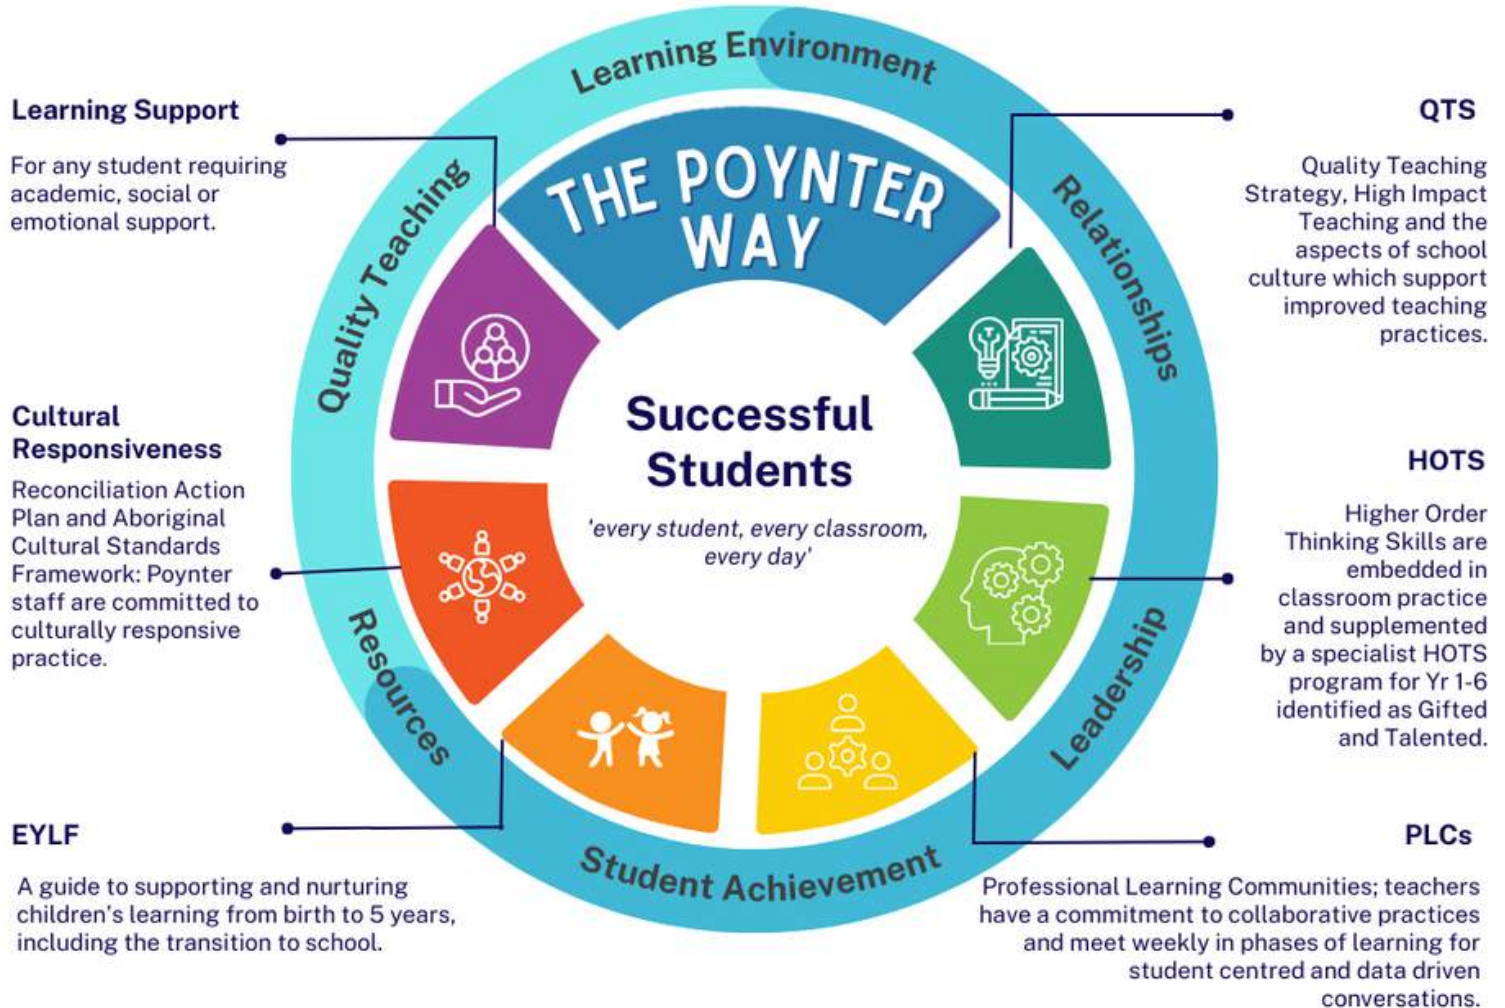 Learning Environment
Relationships
Leadership
Student Achievement
Resources
Quality Teaching
THE POYNTER
WAY
Successful
Students
'every student, every classroom,
every day'
Learning Support
For any student requiring
academic, social or
emotional support.
Cultural
Responsiveness
Reconciliation Action
Plan and Aboriginal
Cultural Standards
Framework: Poynter
staff are committed to
culturally responsive
practice.
EYLF
A guide to supporting and nurturing
children's learning from birth to 5 years,
including the transition to school.
QTS
Quality Teaching
Strategy, High Impact
Teaching and the
aspects of school
culture which support
improved teaching
practices.
HOTS
Higher Order
Thinking Skills are
embedded in
classroom practice
and supplemented
by a specialist HOTS
program for Yr 1-6
identified as Gifted
and Talented.
PLCs
Professional Learning Communities; teachers
have a commitment to collaborative practices
and meet weekly in phases of learning for
student centred and data driven
conversations.